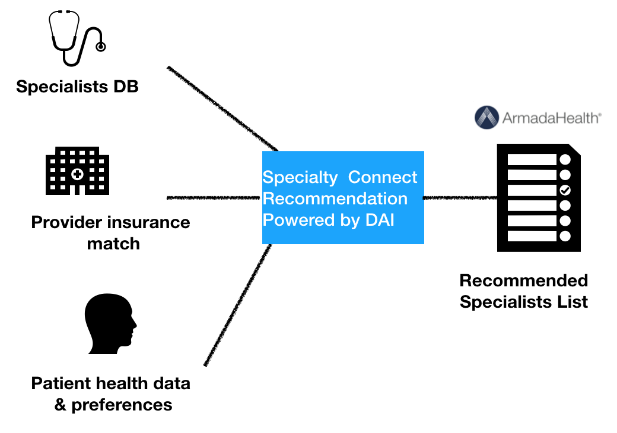 Specialists DB
Provider insurance
match
Patient health data
& preferences
Specialty Connect
Recommendation
Powered by DAI
ArmadaHealth®
Recommended
Specialists List